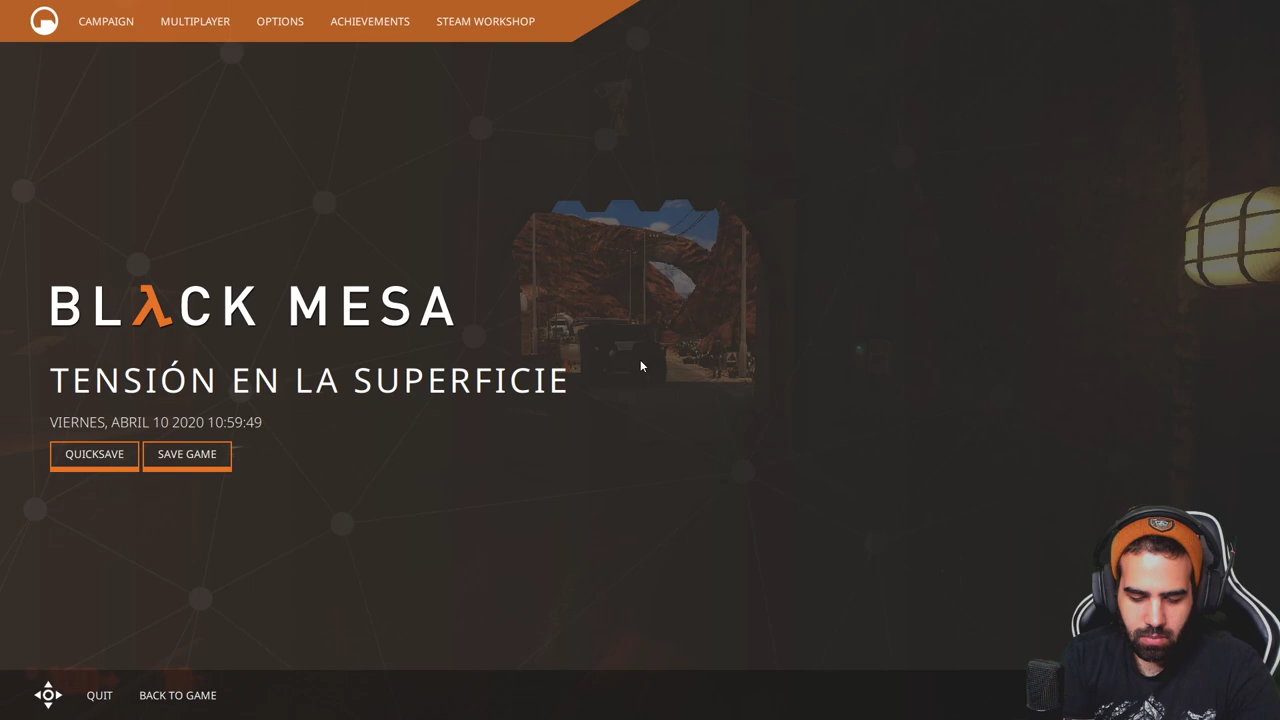 CAMPAIGN MULTIPLAYER OPTIONS ACHIEVEMENTS STEAM WORKSHOP
BLλCK MESA
TENSIÓN EN LA SUPERFICIE
VIERNES, ABRIL 10 2020 10:59:49
QUICKSAVE SAVE GAME
QUIT BACK TO GAME